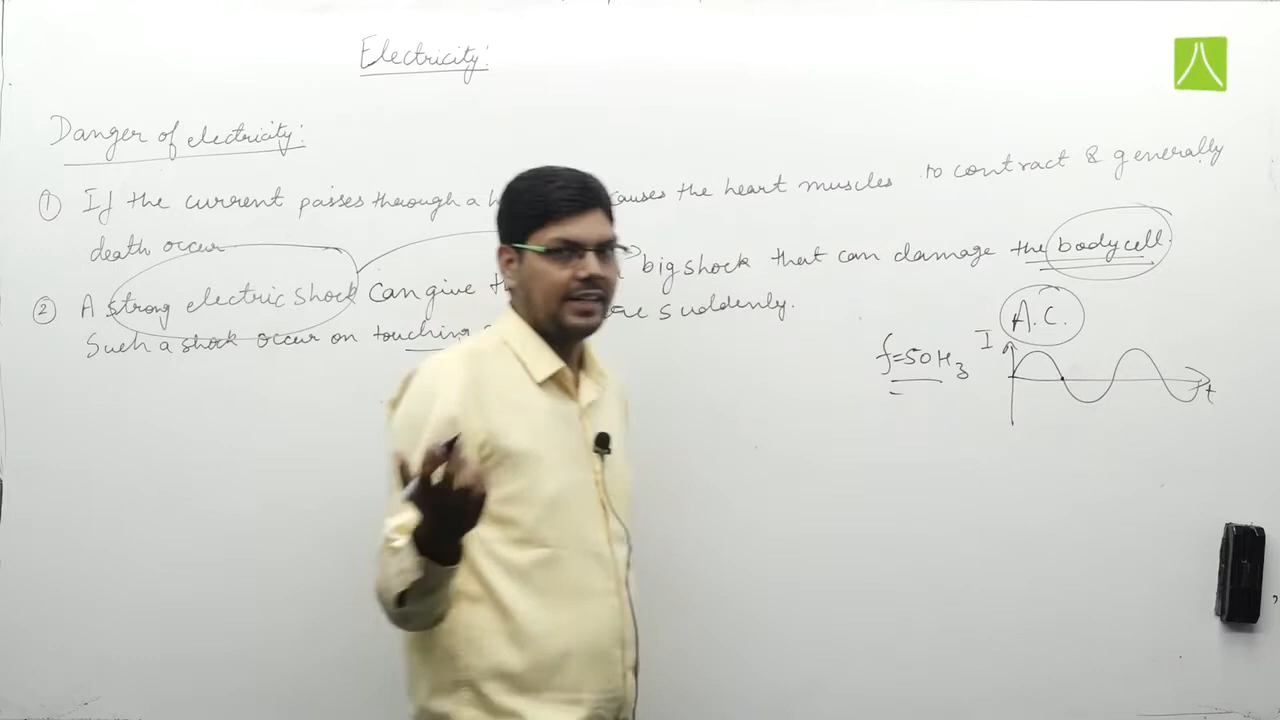 Electricity:
Danger of electricity:
① If the current passes through a causes the heart muscles to contract & generally
death occur
② A strong electric shock can give big shock that can damage the body cell.
Such a shock occur on touching suddenly.
A.C.
f=50Hz
I
t